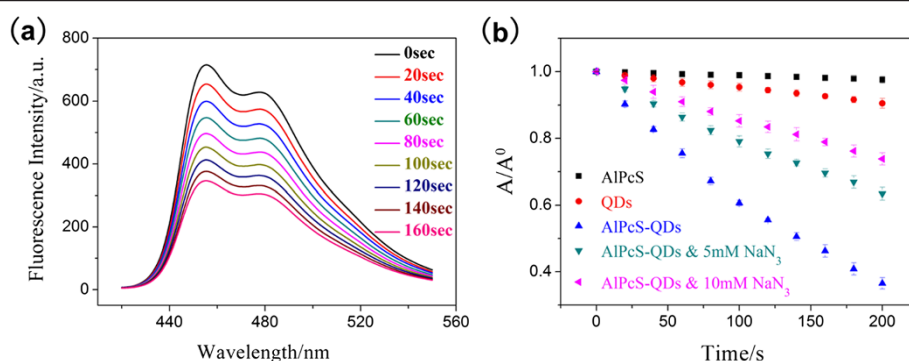 (a)
800
600
400
200
0
Fluorescence Intensity/a.u.
440 480 520 560
Wavelength/nm
0sec
20sec
40sec
60sec
80sec
100sec
120sec
140sec
160sec
(b)
1.0
0.8
0.6
0.4
A/A⁰
AlPcS
QDs
AlPcS-QDs
AlPcS-QDs & 5mM NaN₃
AlPcS-QDs & 10mM NaN₃
0 50 100 150 200
Time/s